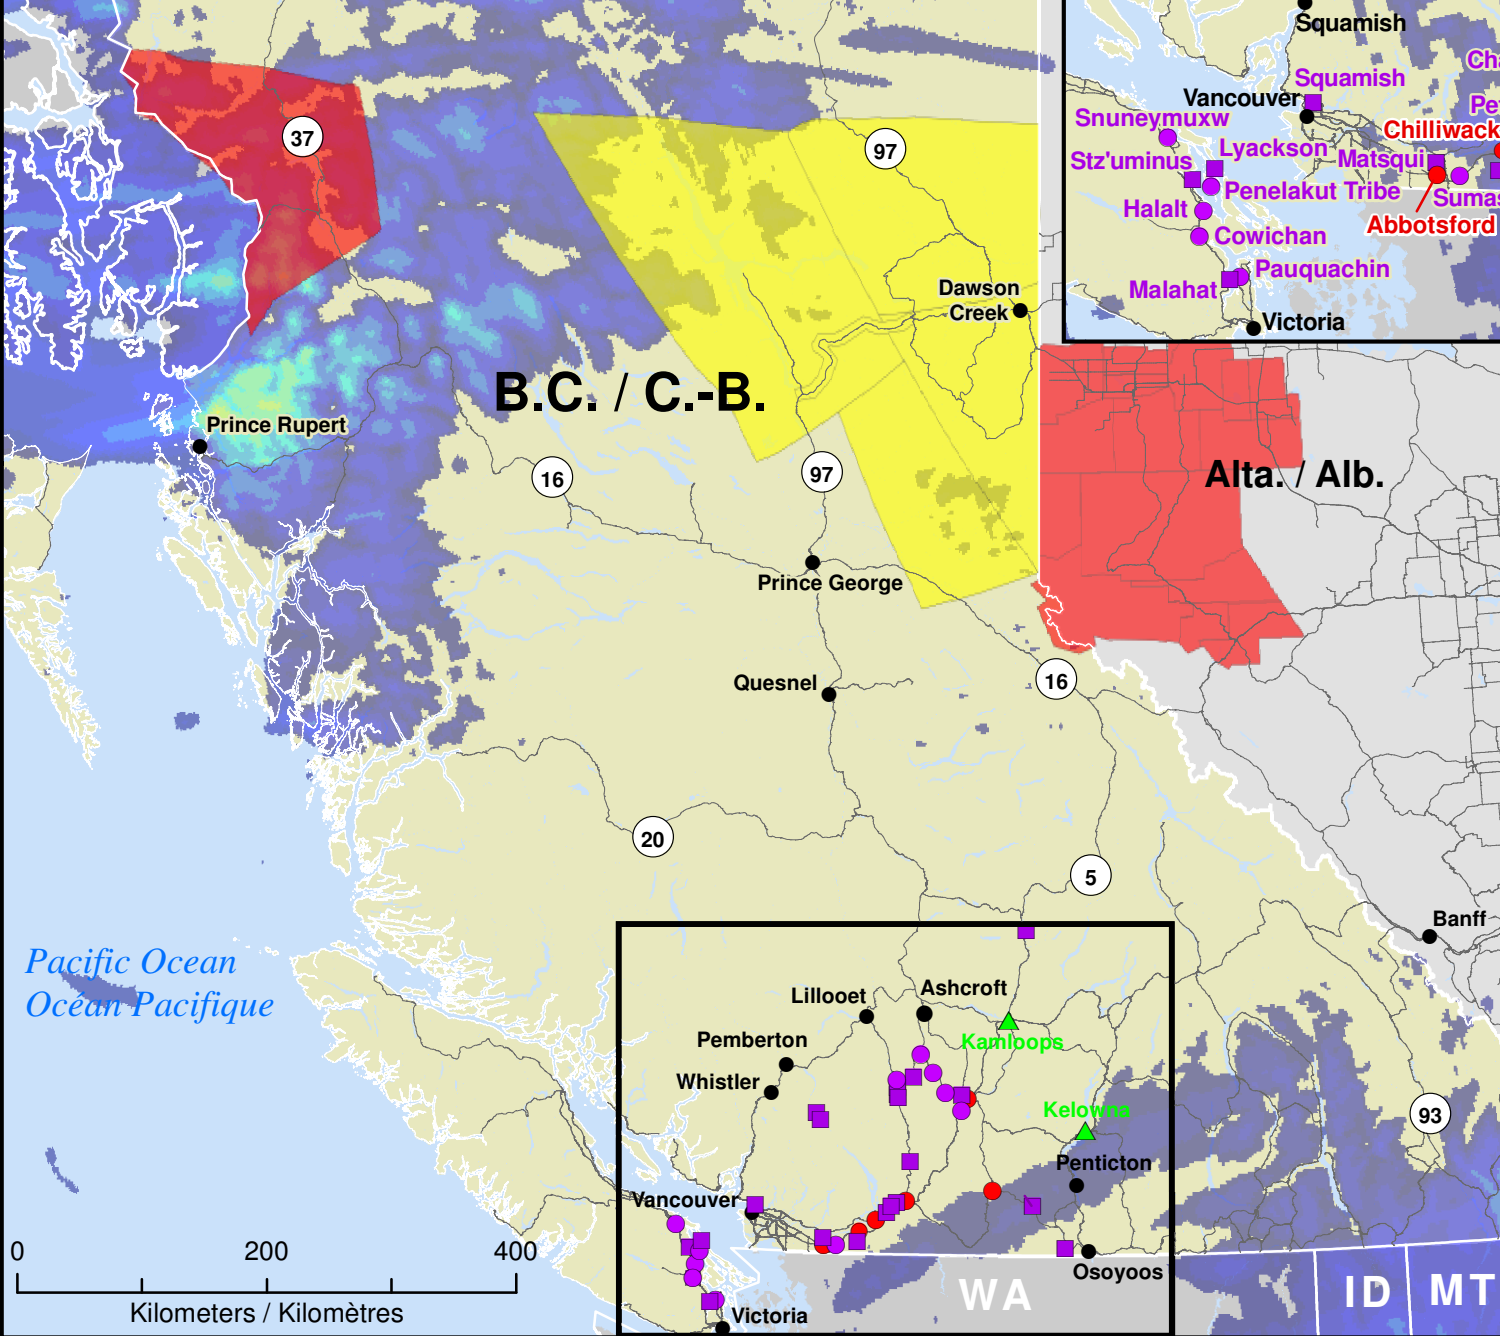 Squamish
Cha
Squamish
Vancouver
Pe
Snuneymuxw
Chilliwack
37
97
Lyackson
Matsqui
Stz'uminus
Penelakut Tribe
Sumas
Halalt
Abbotsford
Cowichan
Pauquachin
Malahat
Dawson
Creek
Victoria
B.C. / C.-B.
Prince Rupert
16
97
Alta. / Alb.
Prince George
Quesnel
16
20
5
Banff
Pacific Ocean
Océan Pacifique
Lillooet
Ashcroft
Pemberton
Kamloops
Whistler
Kelowna
93
Penticton
Vancouver
0 200 400
Osoyoos
WA
ID
MT
Kilometers / Kilomètres
Victoria